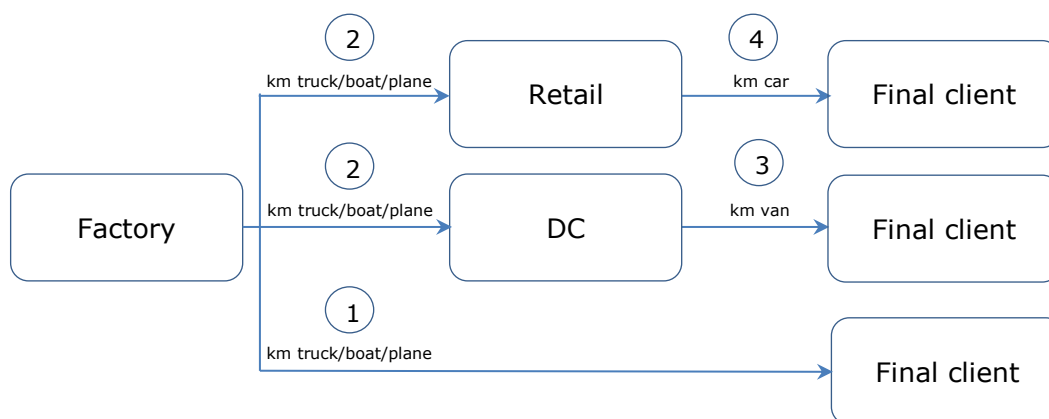 2
4
km truck/boat/plane
km car
Retail
Final client
2
3
km truck/boat/plane
km van
Factory
DC
Final client
1
km truck/boat/plane
Final client